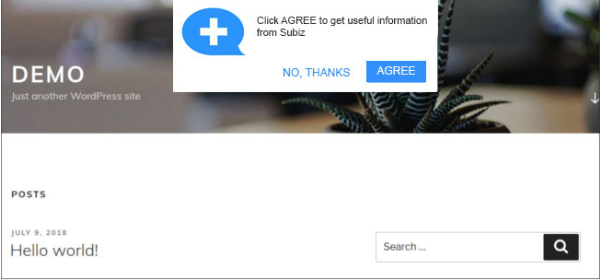 Click AGREE to get useful information
from Subiz
NO, THANKS
AGREE
DEMO
Just another WordPress site
POSTS
JULY 9, 2018
Hello world!
Search ...